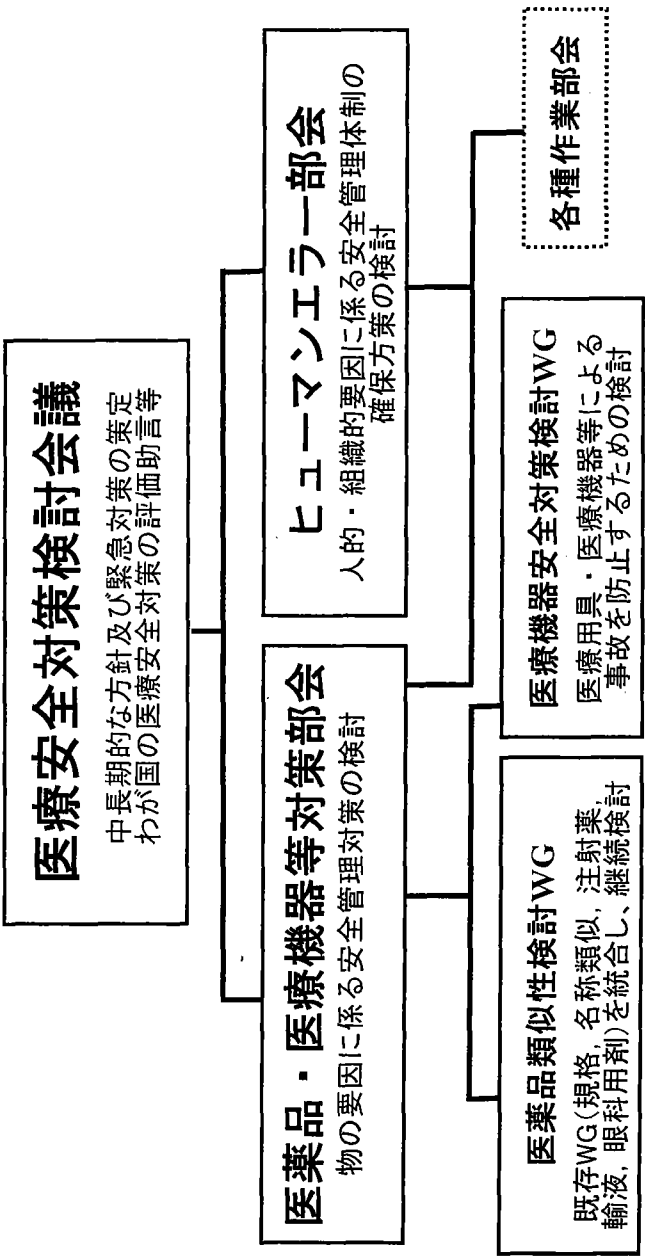 医療安全対策検討会議
中長期的な方針及び緊急対策の策定
わが国の医療安全対策の評価助言等
医薬品・医療機器等対策部会
物の要因に係る安全管理対策の検討
ヒューマンエラー部会
人的・組織的要因に係る安全管理体制の
確保方策の検討
医薬品類似性検討WG
既存WG(規格, 名称類似, 注射薬,
輸液, 眼科用剤)を統合し、継続検討
医療機器安全対策検討WG
医療用具・医療機器等による
事故を防止するための検討
各種作業部会